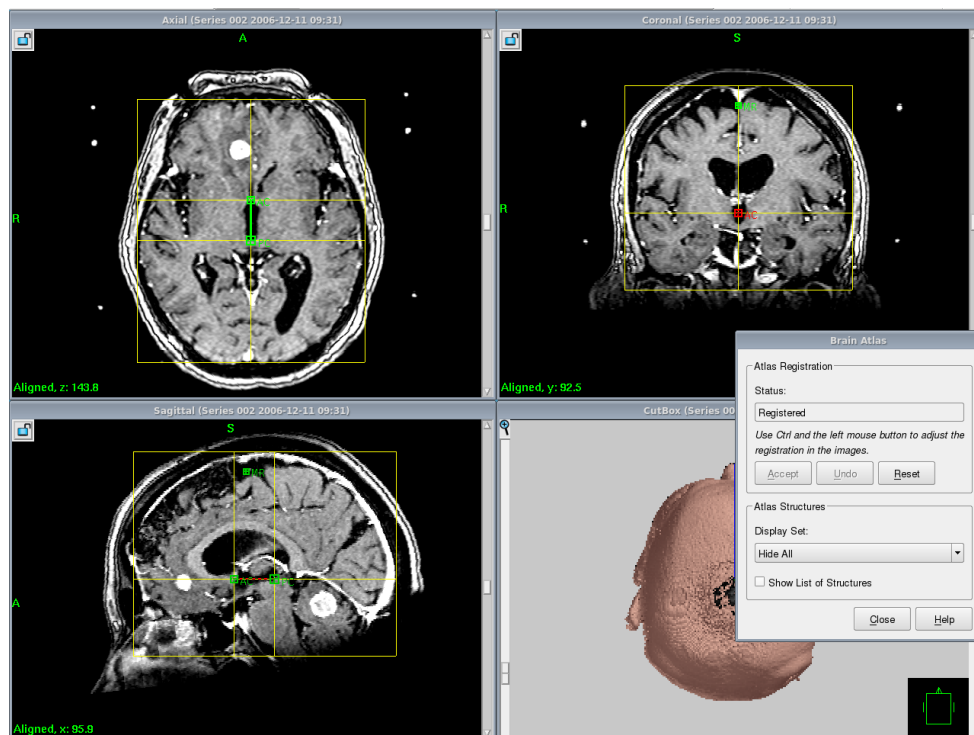 Axial (Series 002 2006-12-11 09:31)
A
R
Aligned, z: 143.8
Coronal (Series 002 2006-12-11 09:31)
S
R
AC
Aligned, y: 92.5
Sagittal (Series 002 2006-12-11 09:31)
S
A
Aligned, x: 95.9
CutBox (Series 00
Brain Atlas
Atlas Registration
Status:
Registered
Use Ctrl and the left mouse button to adjust the
registration in the images.
Accept Undo Reset
Atlas Structures
Display Set:
Hide All
Show List of Structures
Close Help